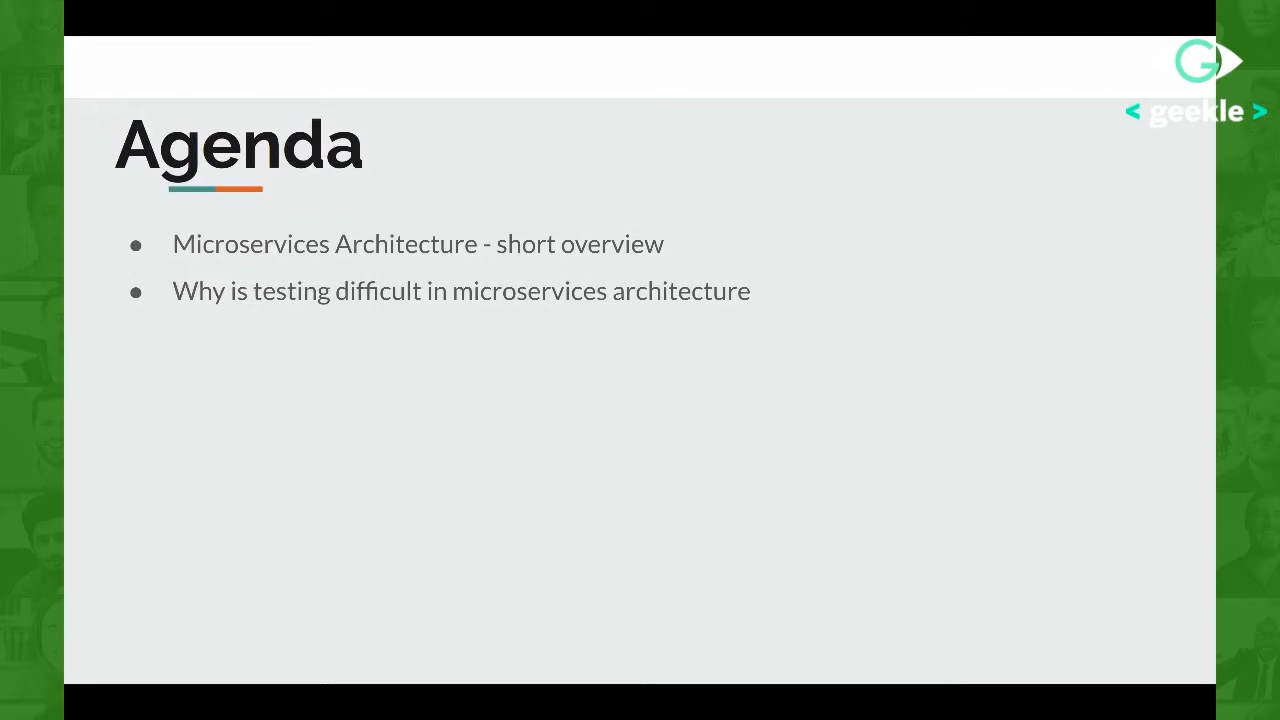 Agenda
● Microservices Architecture - short overview
● Why is testing difficult in microservices architecture
G
< geekle >